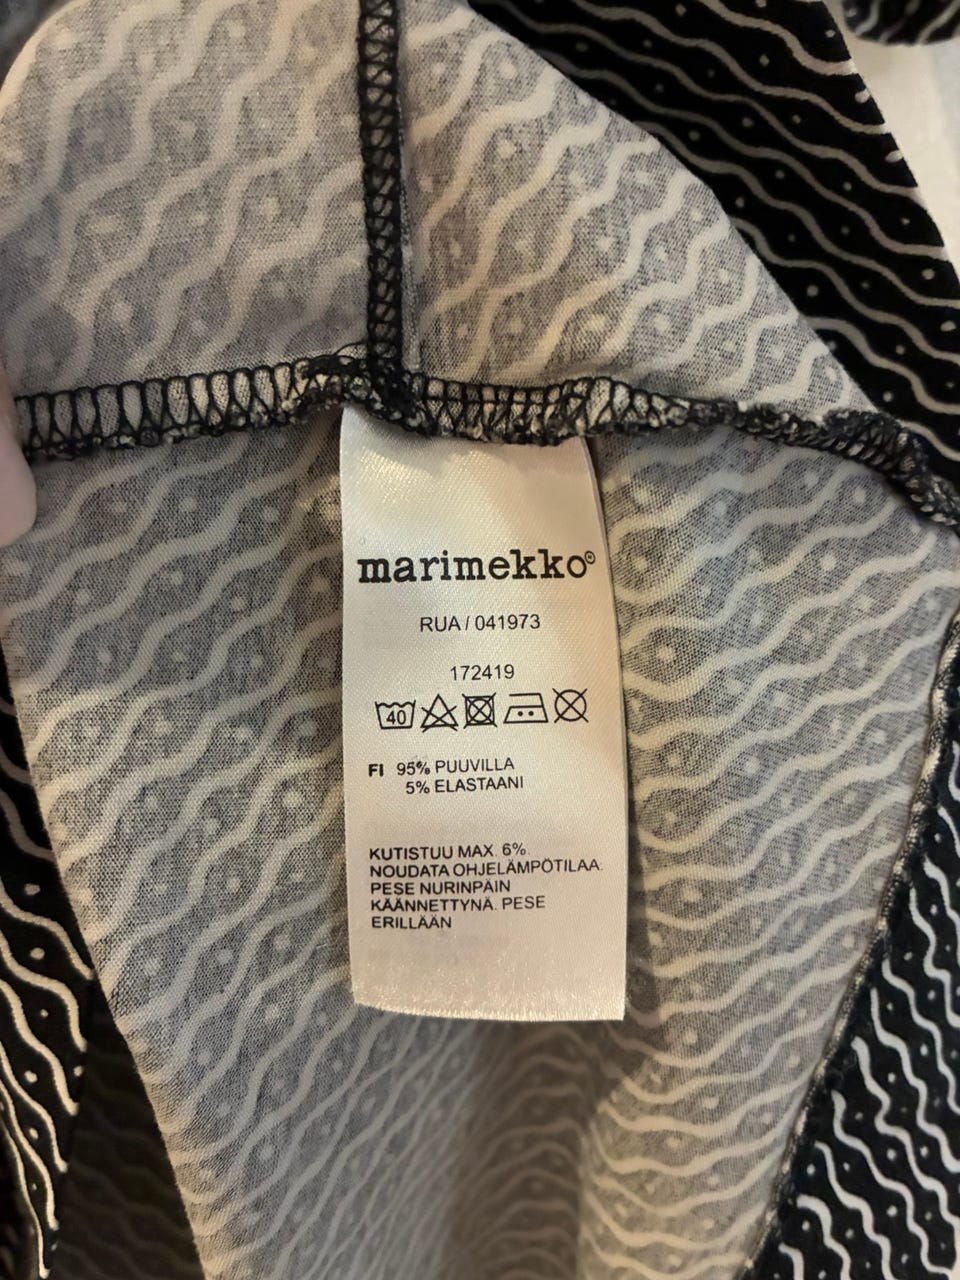 marimekko®
RUA / 041973
172419
40
FI 95% PUUVILLA
5% ELASTAANI
KUTISTUU MAX. 6%.
NOUDATA OHJELÄMPÖTILAA.
PESE NURINPÄIN
KÄÄNNETTYNÄ. PESE
ERILLÄÄN